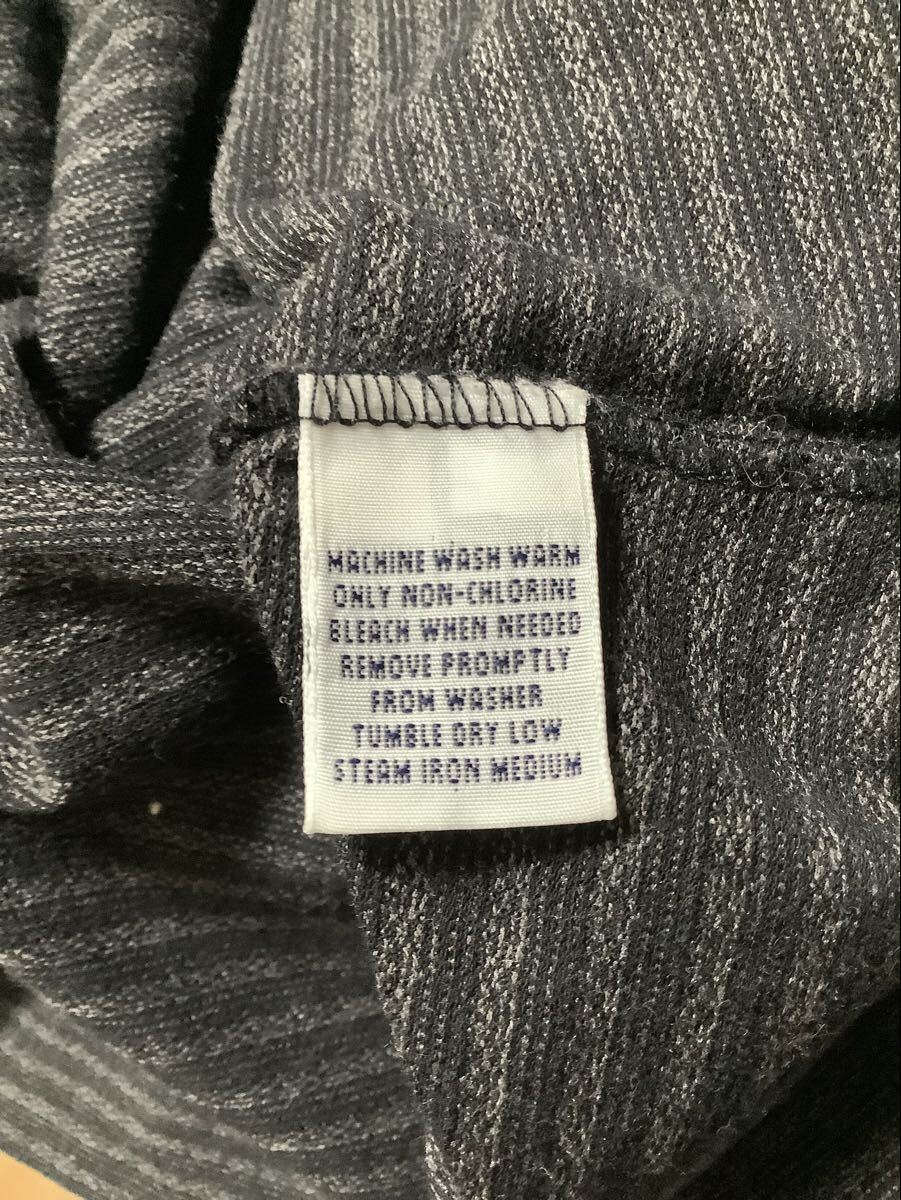 MACHINE WASH WARM
ONLY NON-CHLORINE
BLEACH WHEN NEEDED
REMOVE PROMPTLY
FROM WASHER
TUMBLE DRY LOW
STEAM IRON MEDIUM